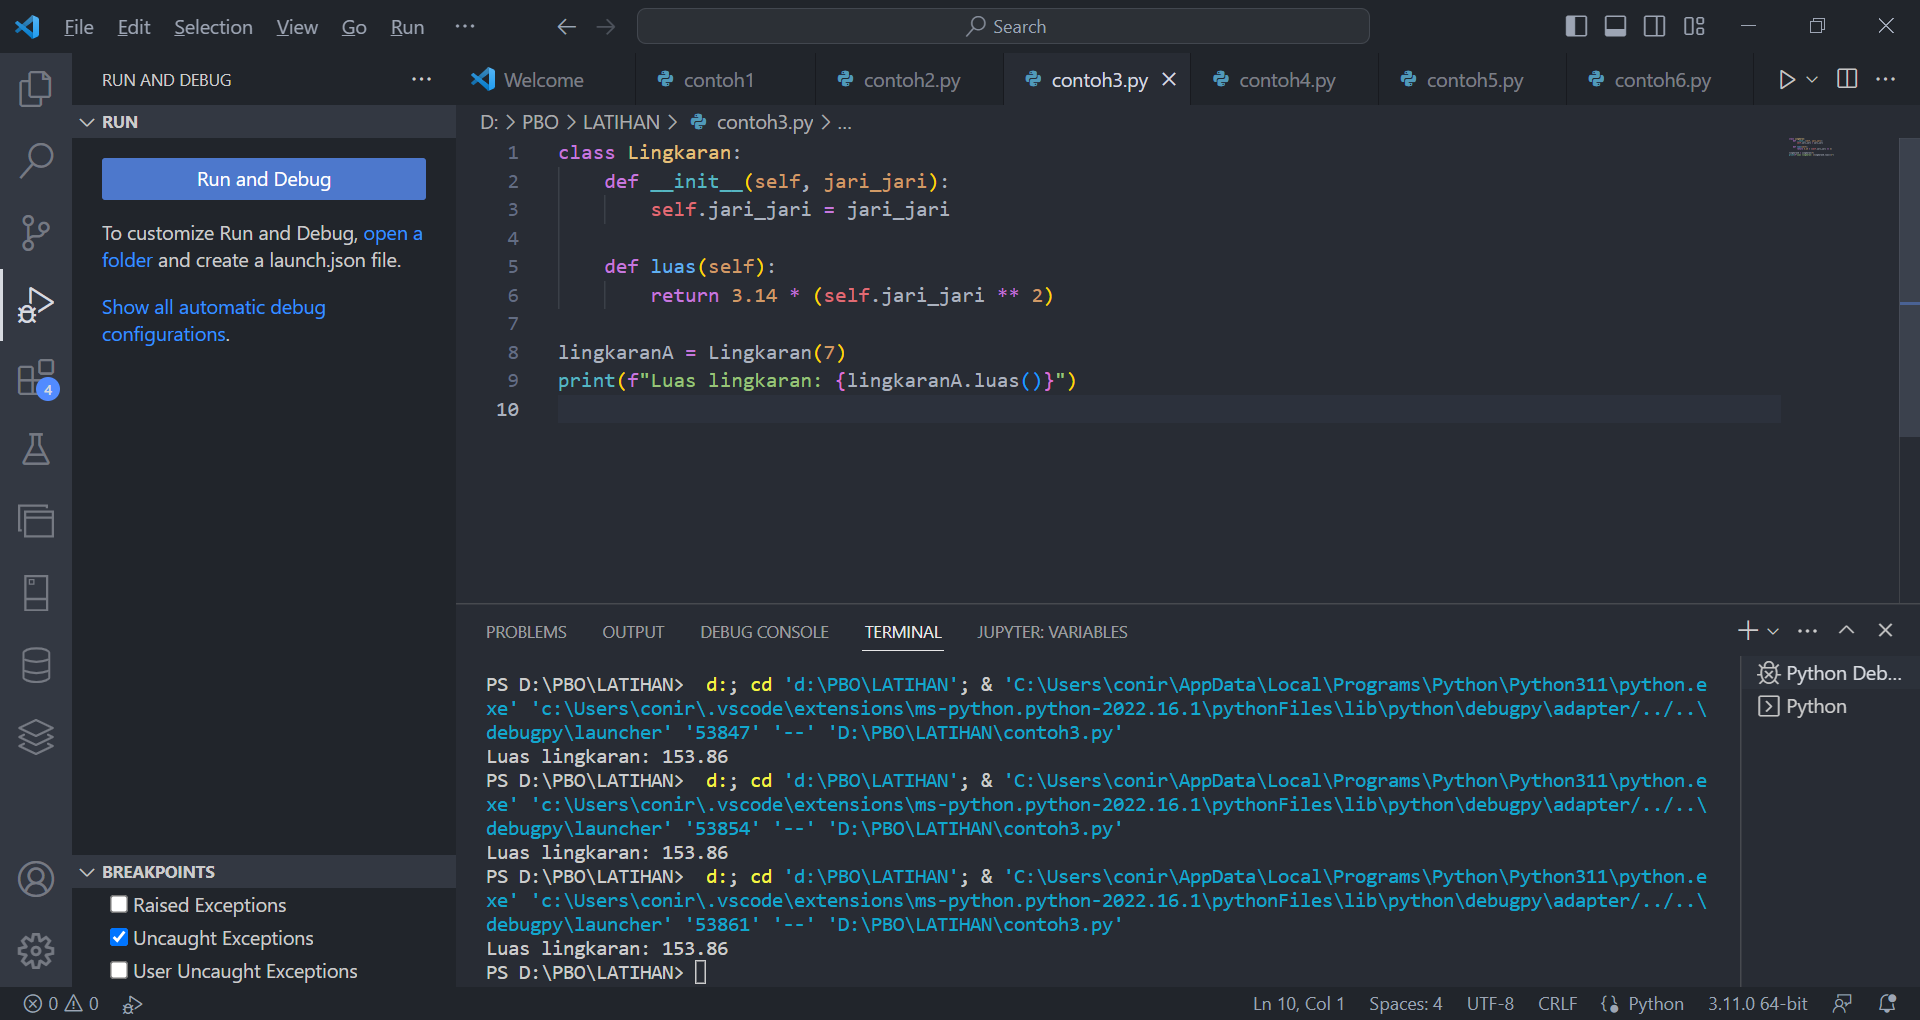 File Edit Selection View Go Run ··· Search
RUN AND DEBUG ···
Welcome contoh1 contoh2.py contoh3.py contoh4.py contoh5.py contoh6.py ···
RUN
Run and Debug
To customize Run and Debug, open a
folder and create a launch.json file.
Show all automatic debug
configurations.
4
BREAKPOINTS
Raised Exceptions
Uncaught Exceptions
User Uncaught Exceptions
D: > PBO > LATIHAN > contoh3.py > ...
1 class Lingkaran:
2 def __init__(self, jari_jari):
3 self.jari_jari = jari_jari
4
5 def luas(self):
6 return 3.14 * (self.jari_jari ** 2)
7
8 lingkaranA = Lingkaran(7)
9 print(f"Luas lingkaran: {lingkaranA.luas()}")
10
PROBLEMS OUTPUT DEBUG CONSOLE TERMINAL JUPYTER: VARIABLES
PS D:\PBO\LATIHAN> d:; cd 'd:\PBO\LATIHAN'; & 'C:\Users\conir\AppData\Local\Programs\Python\Python311\python.e
xe' 'c:\Users\conir\.vscode\extensions\ms-python.python-2022.16.1\pythonFiles\lib\python\debugpy\adapter/../..\
debugpy\launcher' '53847' '--' 'D:\PBO\LATIHAN\contoh3.py'
Luas lingkaran: 153.86
PS D:\PBO\LATIHAN> d:; cd 'd:\PBO\LATIHAN'; & 'C:\Users\conir\AppData\Local\Programs\Python\Python311\python.e
xe' 'c:\Users\conir\.vscode\extensions\ms-python.python-2022.16.1\pythonFiles\lib\python\debugpy\adapter/../..\
debugpy\launcher' '53854' '--' 'D:\PBO\LATIHAN\contoh3.py'
Luas lingkaran: 153.86
PS D:\PBO\LATIHAN> d:; cd 'd:\PBO\LATIHAN'; & 'C:\Users\conir\AppData\Local\Programs\Python\Python311\python.e
xe' 'c:\Users\conir\.vscode\extensions\ms-python.python-2022.16.1\pythonFiles\lib\python\debugpy\adapter/../..\
debugpy\launcher' '53861' '--' 'D:\PBO\LATIHAN\contoh3.py'
Luas lingkaran: 153.86
PS D:\PBO\LATIHAN>
Python Deb...
Python
0 0 Ln 10, Col 1 Spaces: 4 UTF-8 CRLF Python 3.11.0 64-bit